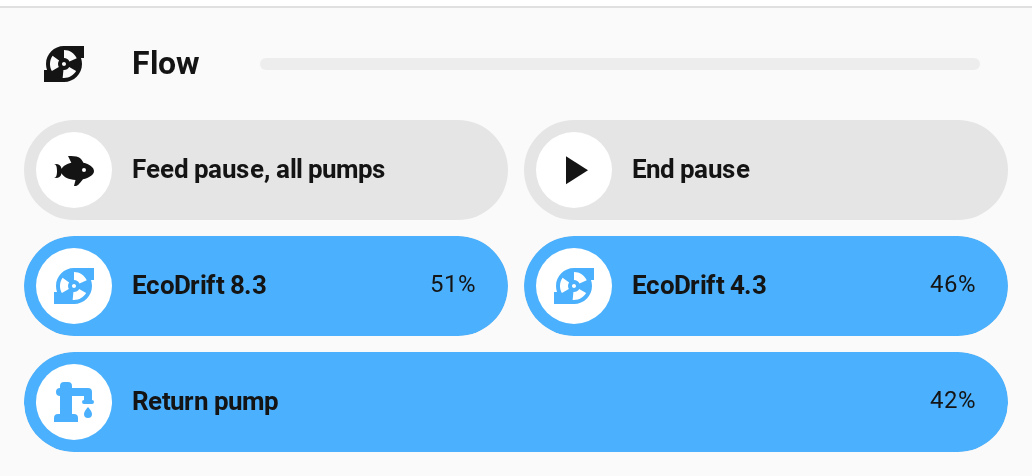 Flow
Feed pause, all pumps
End pause
EcoDrift 8.3 51%
EcoDrift 4.3 46%
Return pump 42%